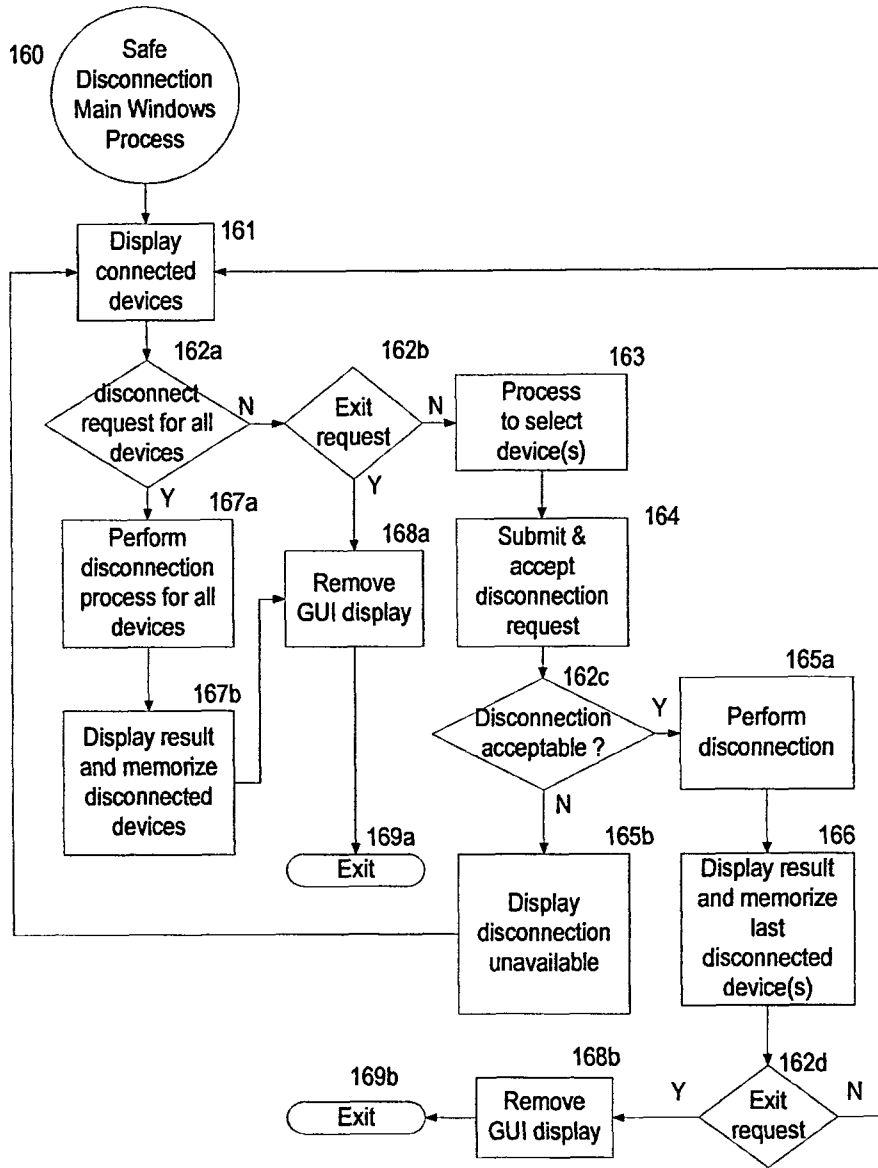 160
Safe
Disconnection
Main Windows
Process
161
Display
connected
devices
162a
disconnect
request for all
devices
N
Y
162b
Exit
request
N
Y
163
Process
to select
device(s)
167a
Perform
disconnection
process for all
devices
168a
Remove
GUI display
164
Submit &
accept
disconnection
request
167b
Display result
and memorize
disconnected
devices
162c
Disconnection
acceptable ?
Y
N
165a
Perform
disconnection
169a
Exit
165b
Display
disconnection
unavailable
166
Display result
and memorize
last
disconnected
device(s)
162d
Exit
request
Y
N
168b
Remove
GUI display
169b
Exit